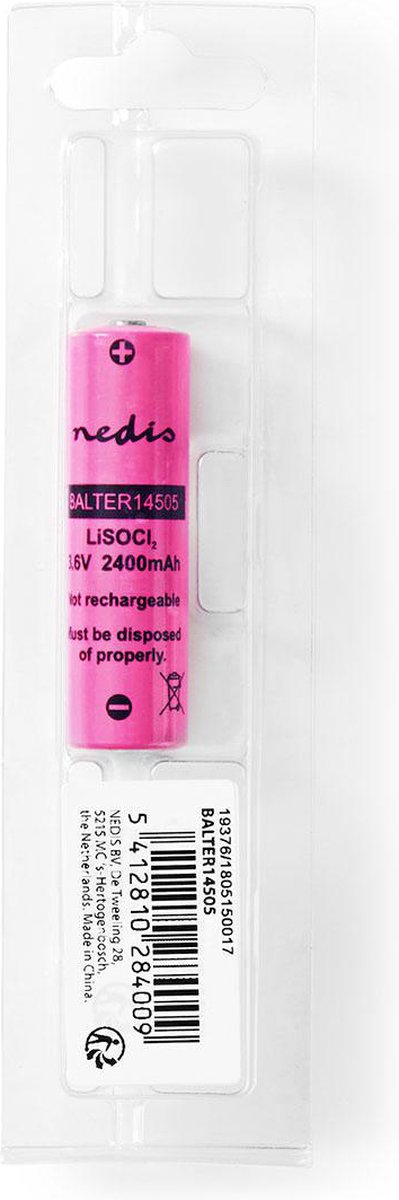 nedis
BALTER14505
LiSOCl₂
3.6V 2400mAh
Not rechargeable
Must be disposed
of properly.
19376/1805150017
BALTER14505
5 412810 284009
NEDIS BV, De Tweeling 28,
5215 MC 's-Hertogenbosch,
the Netherlands. Made in China.